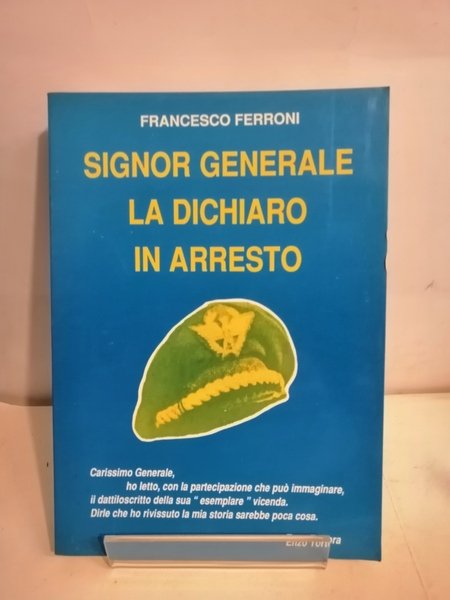 FRANCESCO FERRONI
SIGNOR GENERALE
LA DICHIARO
IN ARRESTO
Carissimo Generale,
ho letto, con la partecipazione che può immaginare,
il dattiloscritto della sua " esemplare " vicenda.
Dirle che ho rivissuto la mia storia sarebbe poca cosa.
Enzo